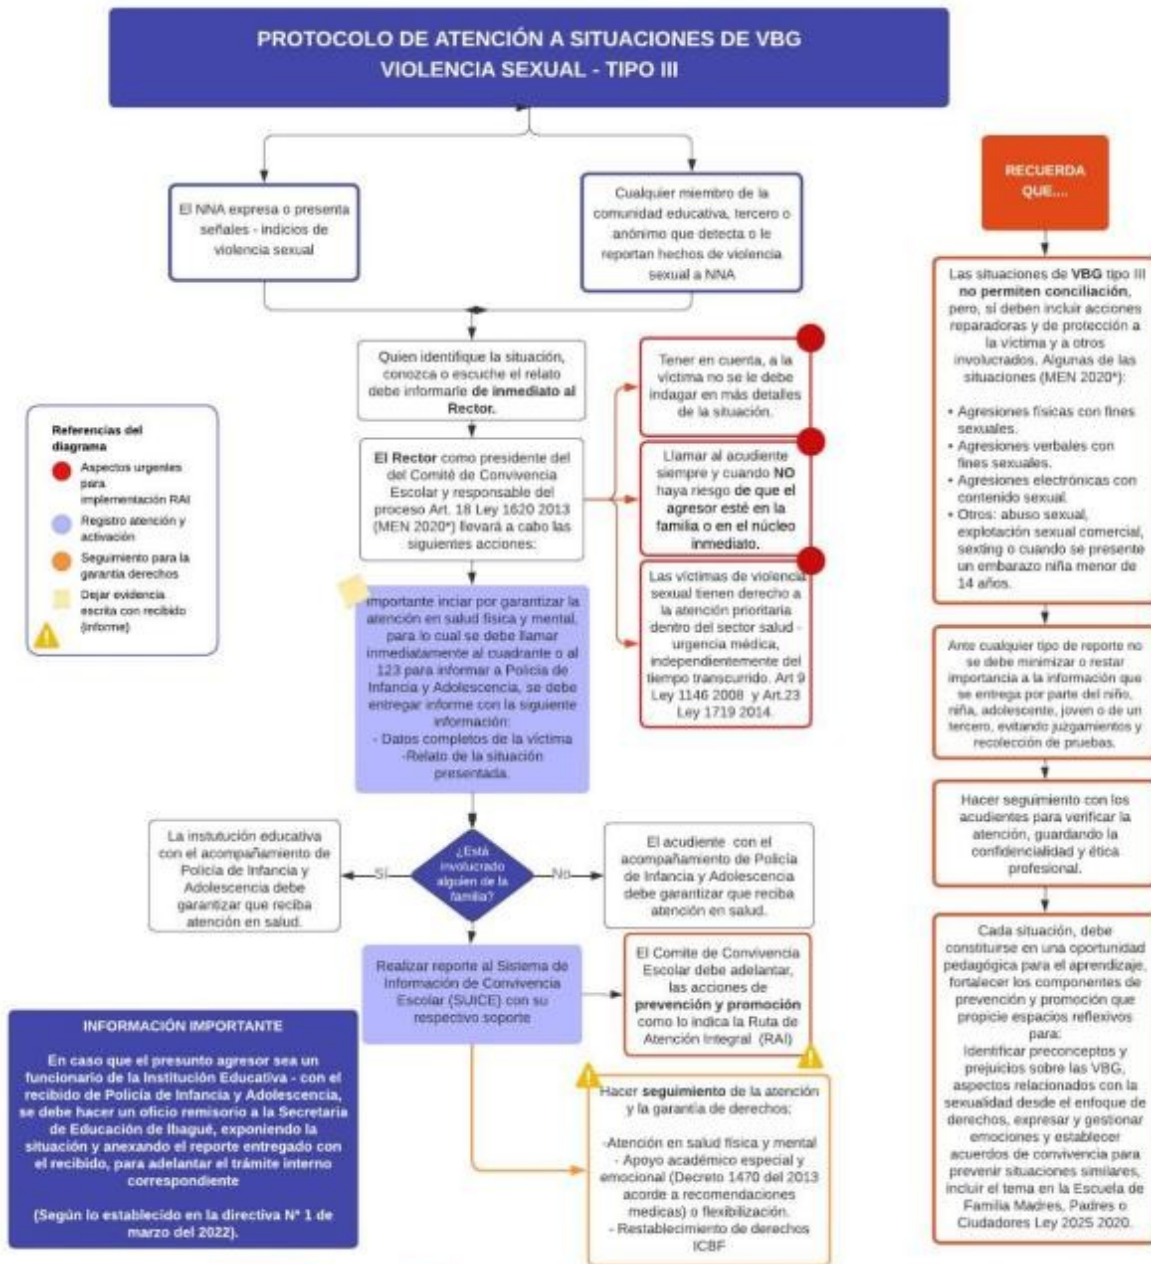 PROTOCOLO DE ATENCIÓN A SITUACIONES DE VBG
VIOLENCIA SEXUAL - TIPO III
El NNA expresa o presenta
señales - indicios de
violencia sexual
Cualquier miembro de la
comunidad educativa, tercero o
anónimo que detecta o le
reportan hechos de violencia
sexual a NNA
Quien identifique la situación,
conozca o escuche el relato
debe informarle de inmediato al
Rector.
El Rector como presidente del
del Comité de Convivencia
Escolar y responsable del
proceso Art. 18 Ley 1620 2013
(MEN 2020*) llevará a cabo las
siguientes acciones:
Tener en cuenta, a la
víctima no se le debe
indagar en más detalles
de la situación.
Llamar al acudiente
siempre y cuando NO
haya riesgo de que el
agresor esté en la
familia o en el núcleo
inmediato.
Las víctimas de violencia
sexual tienen derecho a
la atención prioritaria
dentro del sector salud -
urgencia médica,
independientemente del
tiempo transcurrido. Art 9
Ley 1146 2008 y Art.23
Ley 1719 2014.
Referencias del
diagrama
Aspectos urgentes
para
implementación RAI
Registro atención y
activación
Seguimiento para la
garantía derechos
Dejar evidencia
escrita con recibido
(informe)
Importante inciar por garantizar la
atención en salud física y mental,
para lo cual se debe llamar
inmediatamente al cuadrante o al
123 para informar a Policía de
Infancia y Adolescencia, se debe
entregar informe con la siguiente
información:
- Datos completos de la víctima
-Relato de la situación
presentada.
¿Está
involucrado
alguien de la
familia?
Sí
No
La instutución educativa
con el acompañamiento de
Policía de Infancia y
Adolescencia debe
garantizar que reciba
atención en salud.
El acudiente con el
acompañamiento de Policía
de Infancia y Adolescencia
debe garantizar que reciba
atención en salud.
Realizar reporte al Sistema de
Información de Convivencia
Escolar (SUICE) con su
respectivo soporte
El Comite de Convivencia
Escolar debe adelantar,
las acciones de
prevención y promoción
como lo indica la Ruta de
Atención Integral (RAI)
Hacer seguimiento de la atención
y la garantía de derechos:
-Atención en salud física y mental
- Apoyo académico especial y
emocional (Decreto 1470 del 2013
acorde a recomendaciones
medicas) o flexibilización.
- Restablecimiento de derechos
ICBF
INFORMACIÓN IMPORTANTE
En caso que el presunto agresor sea un
funcionario de la Institución Educativa - con el
recibido de Policía de Infancia y Adolescencia,
se debe hacer un oficio remisorio a la Secretaria
de Educación de Ibagué, exponiendo la
situación y anexando el reporte entregado con
el recibido, para adelantar el trámite interno
correspondiente
(Según lo establecido en la directiva N° 1 de
marzo del 2022).
RECUERDA
QUE....
Las situaciones de VBG tipo III
no permiten conciliación,
pero, sí deben incluir acciones
reparadoras y de protección a
la víctima y a otros
involucrados. Algunas de las
situaciones (MEN 2020*):
• Agresiones físicas con fines
sexuales.
• Agresiones verbales con
fines sexuales.
• Agresiones electrónicas con
contenido sexual.
• Otros: abuso sexual,
explotación sexual comercial,
sexting o cuando se presente
un embarazo niña menor de
14 años.
Ante cualquier tipo de reporte no
se debe minimizar o restar
importancia a la información que
se entrega por parte del niño,
niña, adolescente, joven o de un
tercero, evitando juzgamientos y
recolección de pruebas.
Hacer seguimiento con los
acudientes para verificar la
atención, guardando la
confidencialidad y ética
profesional.
Cada situación, debe
constituirse en una oportunidad
pedagógica para el aprendizaje,
fortalecer los componentes de
prevención y promoción que
propicie espacios reflexivos
para:
Identificar preconceptos y
prejuicios sobre las VBG,
aspectos relacionados con la
sexualidad desde el enfoque de
derechos, expresar y gestionar
emociones y establecer
acuerdos de convivencia para
prevenir situaciones similares,
incluir el tema en la Escuela de
Familia Madres, Padres o
Cuidadores Ley 2025 2020.